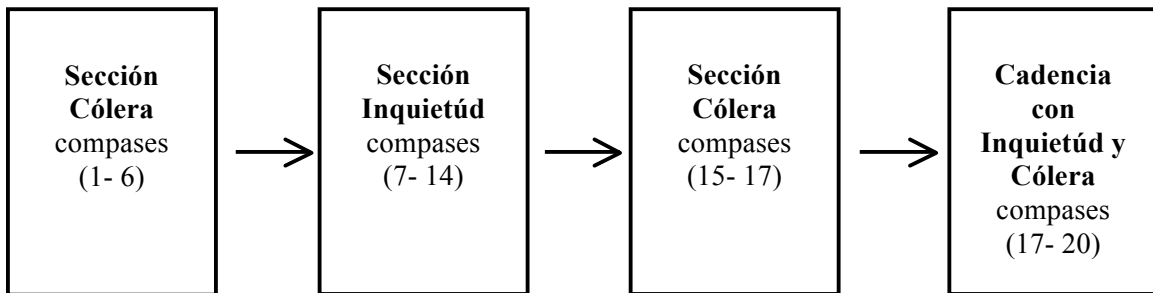 Sección
Cólera
compases
(1- 6)
Sección
Inquietúd
compases
(7- 14)
Sección
Cólera
compases
(15- 17)
Cadencia
con
Inquietúd y
Cólera
compases
(17- 20)